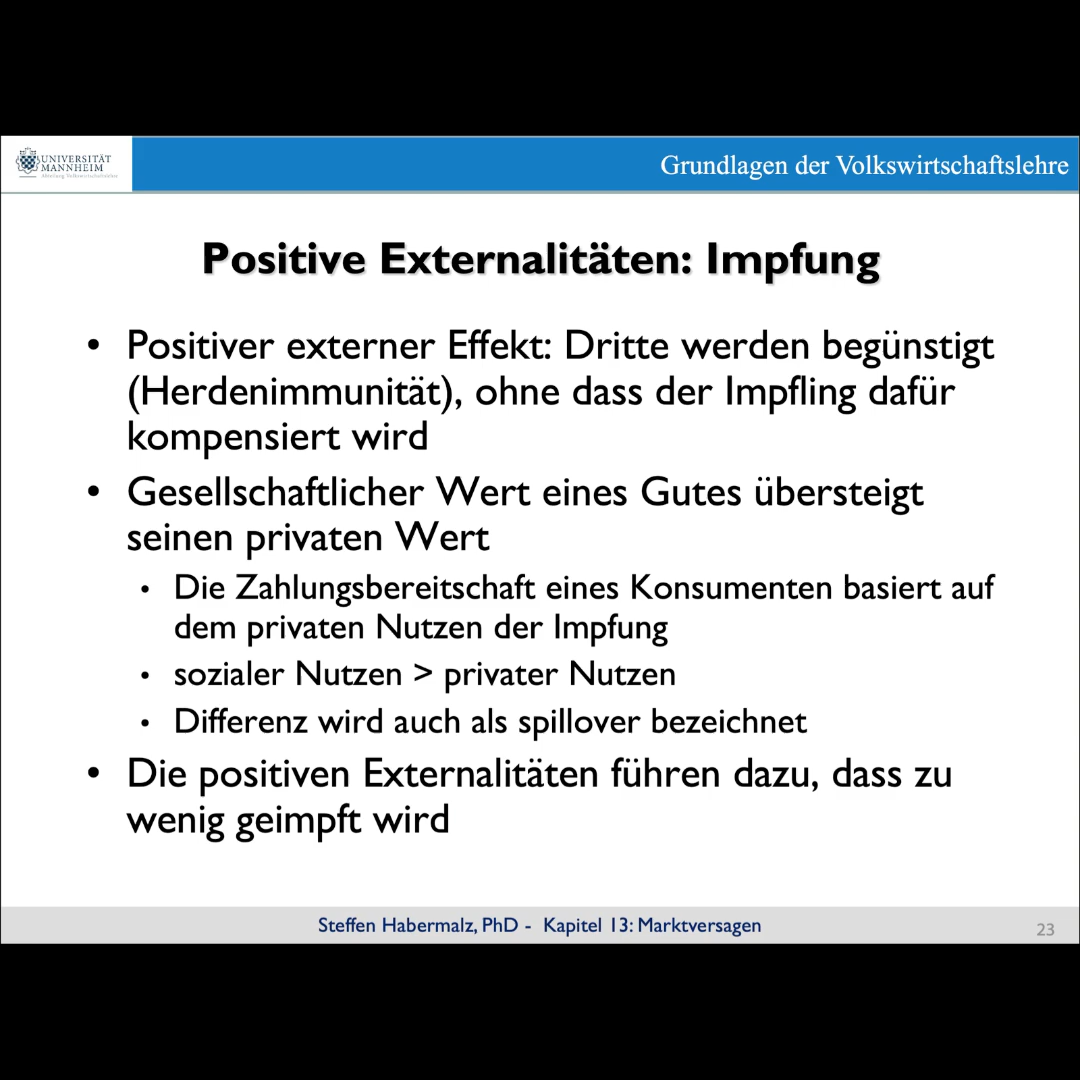 UNIVERSITÄT
MANNHEIM
Grundlagen der Volkswirtschaftslehre
Positive Externalitäten: Impfung
• Positiver externer Effekt: Dritte werden begünstigt
(Herdenimmunität), ohne dass der Impfling dafür
kompensiert wird
• Gesellschaftlicher Wert eines Gutes übersteigt
seinen privaten Wert
• Die Zahlungsbereitschaft eines Konsumenten basiert auf
dem privaten Nutzen der Impfung
• sozialer Nutzen > privater Nutzen
• Differenz wird auch als spillover bezeichnet
• Die positiven Externalitäten führen dazu, dass zu
wenig geimpft wird
Steffen Habermalz, PhD - Kapitel 13: Marktversagen
23